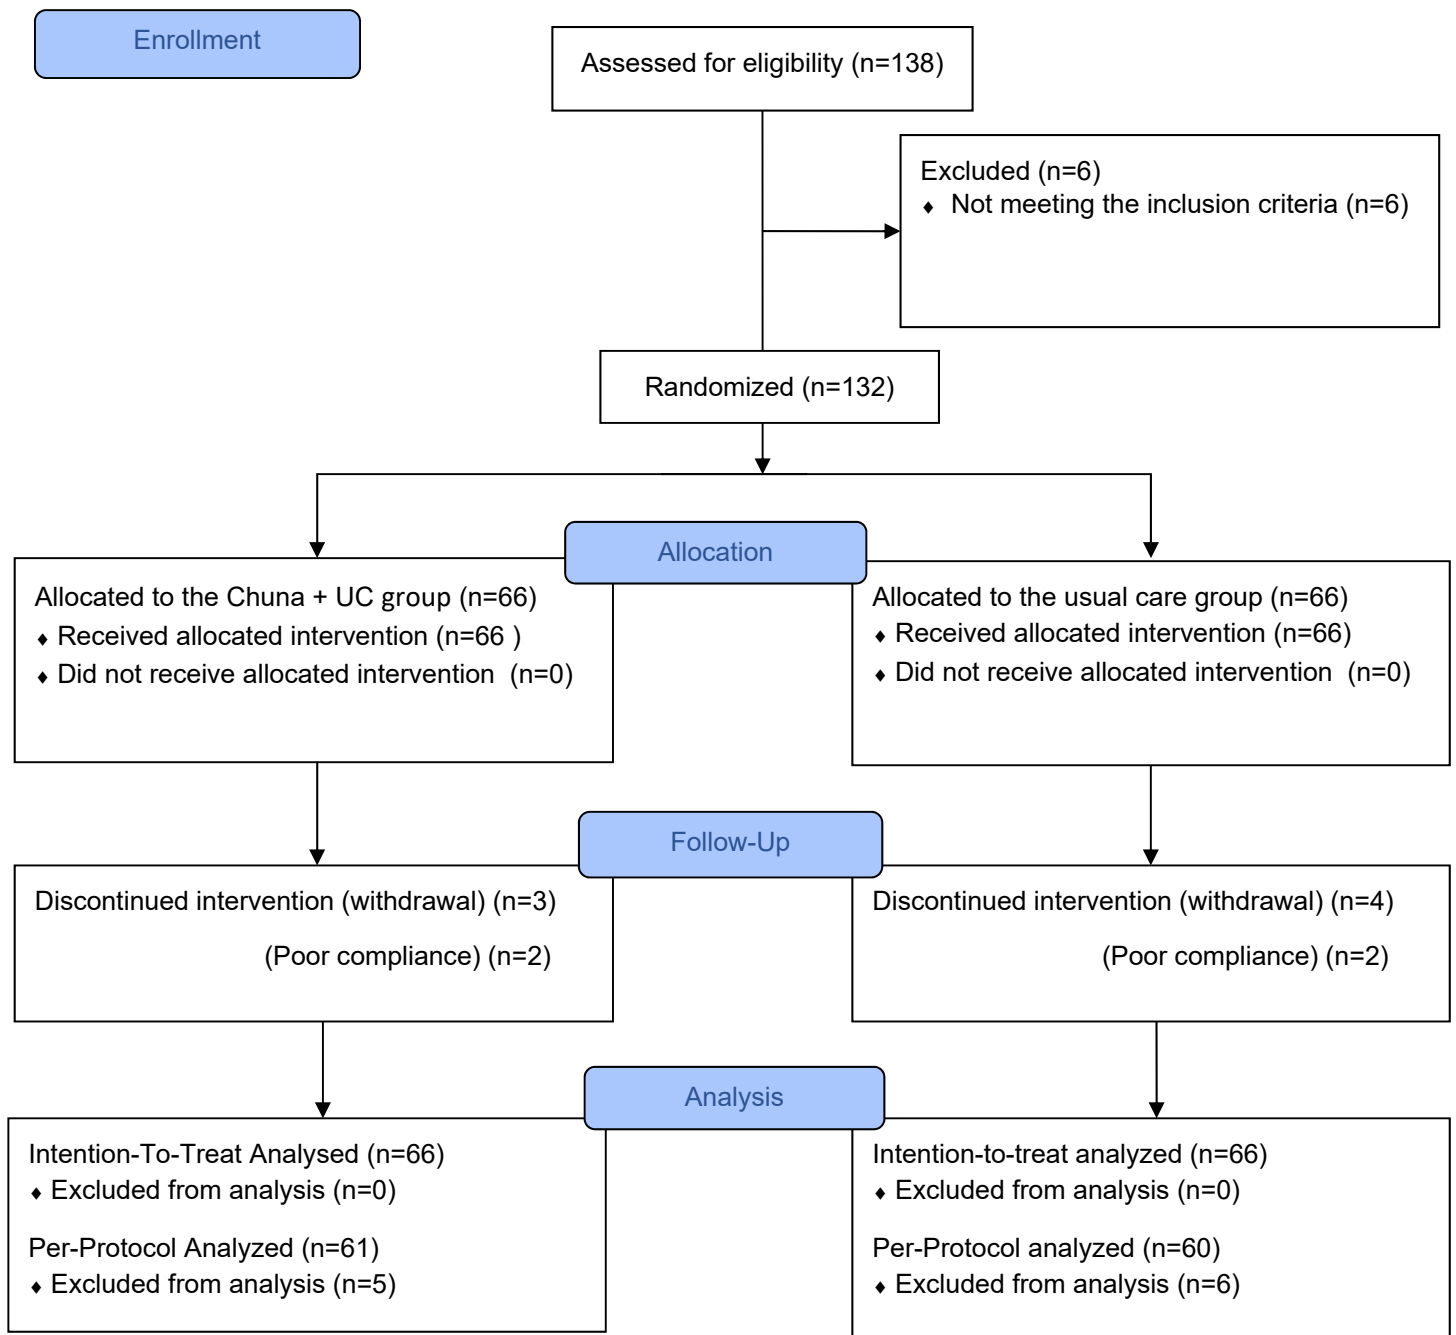 Enrollment
Assessed for eligibility (n=138)
Excluded (n=6)
♦ Not meeting the inclusion criteria (n=6)
Randomized (n=132)
Allocation
Allocated to the Chuna + UC group (n=66)
♦ Received allocated intervention (n=66 )
♦ Did not receive allocated intervention (n=0)
Allocated to the usual care group (n=66)
♦ Received allocated intervention (n=66)
♦ Did not receive allocated intervention (n=0)
Follow-Up
Discontinued intervention (withdrawal) (n=3)
(Poor compliance) (n=2)
Discontinued intervention (withdrawal) (n=4)
(Poor compliance) (n=2)
Analysis
Intention-To-Treat Analysed (n=66)
♦ Excluded from analysis (n=0)
Per-Protocol Analyzed (n=61)
♦ Excluded from analysis (n=5)
Intention-to-treat analyzed (n=66)
♦ Excluded from analysis (n=0)
Per-Protocol analyzed (n=60)
♦ Excluded from analysis (n=6)